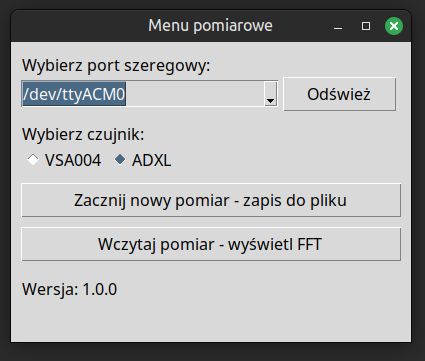 Menu pomiarowe
Wybierz port szeregowy:
/dev/ttyACM0 Odśwież
Wybierz czujnik:
VSA004 ADXL
Zacznij nowy pomiar - zapis do pliku
Wczytaj pomiar - wyświetl FFT
Wersja: 1.0.0